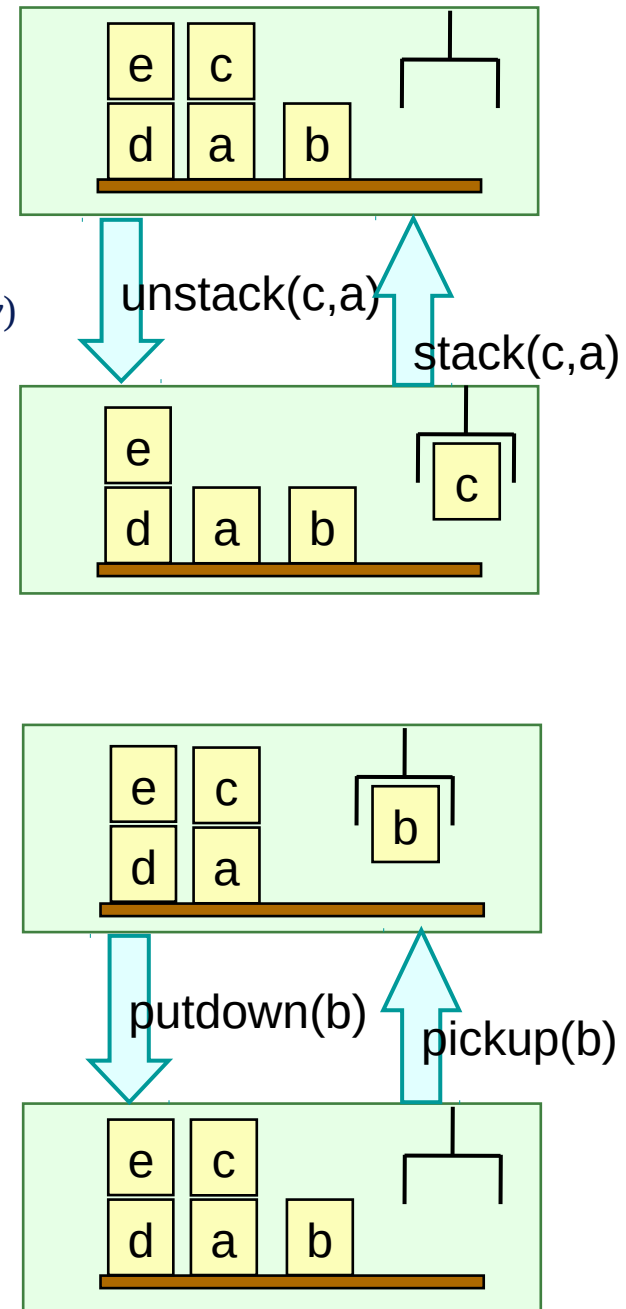 e c
d a b
unstack(c,a)
)
stack(c,a)
e
c
d a b
e c
b
d a
putdown(b)
pickup(b)
e c
d a b